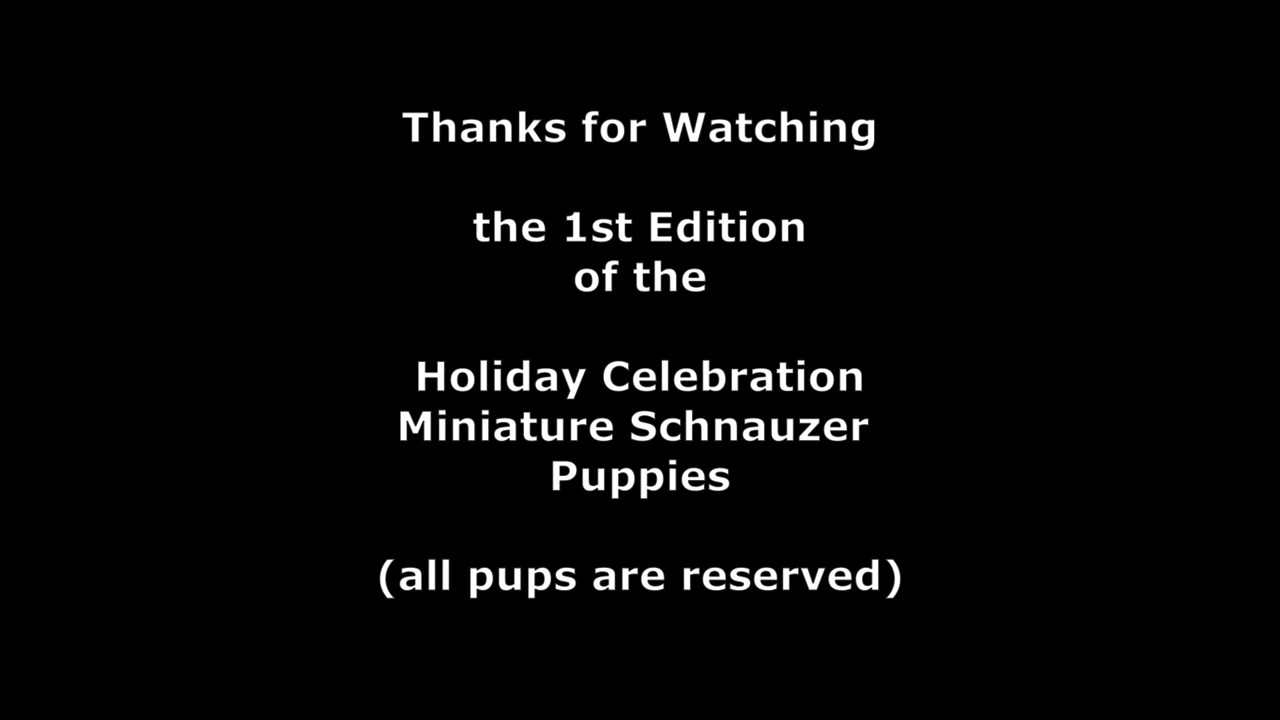 Thanks for Watching
the 1st Edition
of the
Holiday Celebration
Miniature Schnauzer
Puppies
(all pups are reserved)